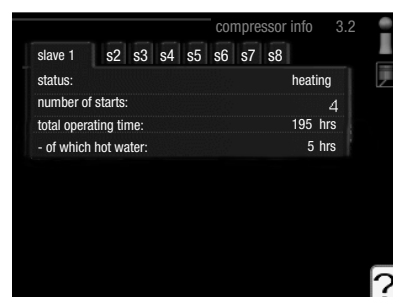 compressor info 3.2
slave 1 s2 s3 s4 s5 s6 s7 s8
status: heating
number of starts: 4
total operating time: 195 hrs
- of which hot water: 5 hrs
?